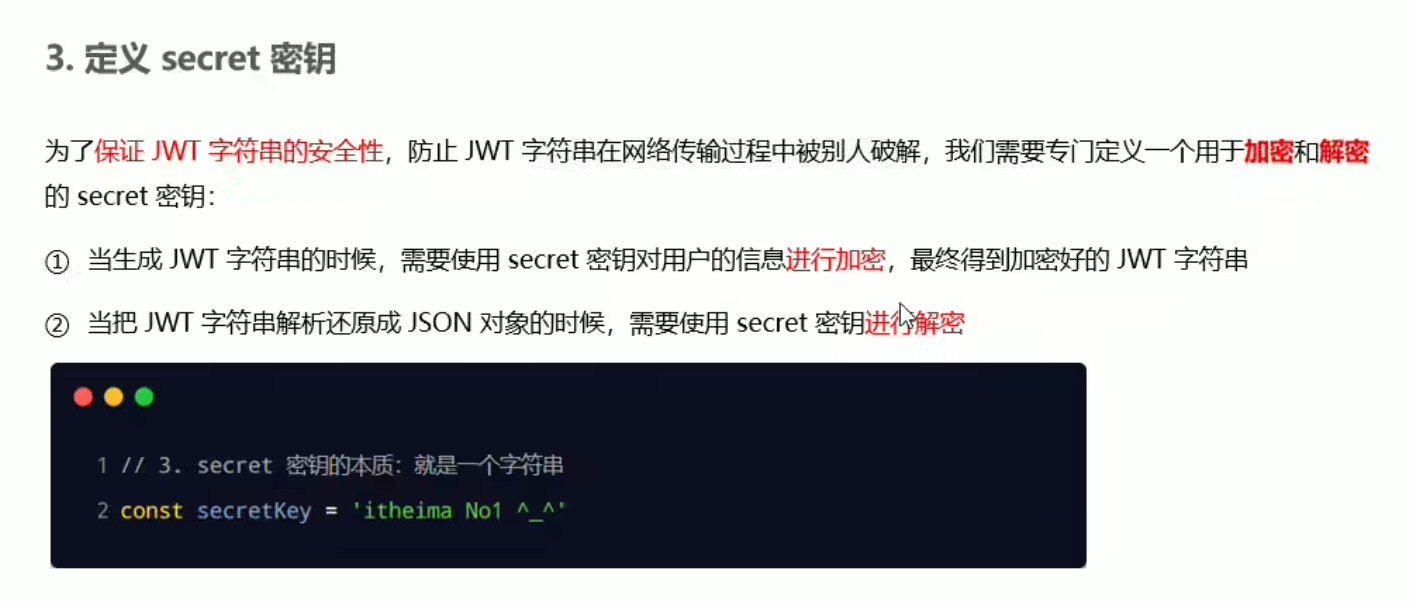 3. 定义 secret 密钥
为了保证 JWT 字符串的安全性，防止 JWT 字符串在网络传输过程中被别人破解，我们需要专门定义一个用于加密和解密
的 secret 密钥：
① 当生成 JWT 字符串的时候，需要使用 secret 密钥对用户的信息进行加密，最终得到加密好的 JWT 字符串
② 当把 JWT 字符串解析还原成 JSON 对象的时候，需要使用 secret 密钥进行解密
1 // 3. secret 密钥的本质：就是一个字符串
2 const secretKey = 'itheima No1 ^_^'